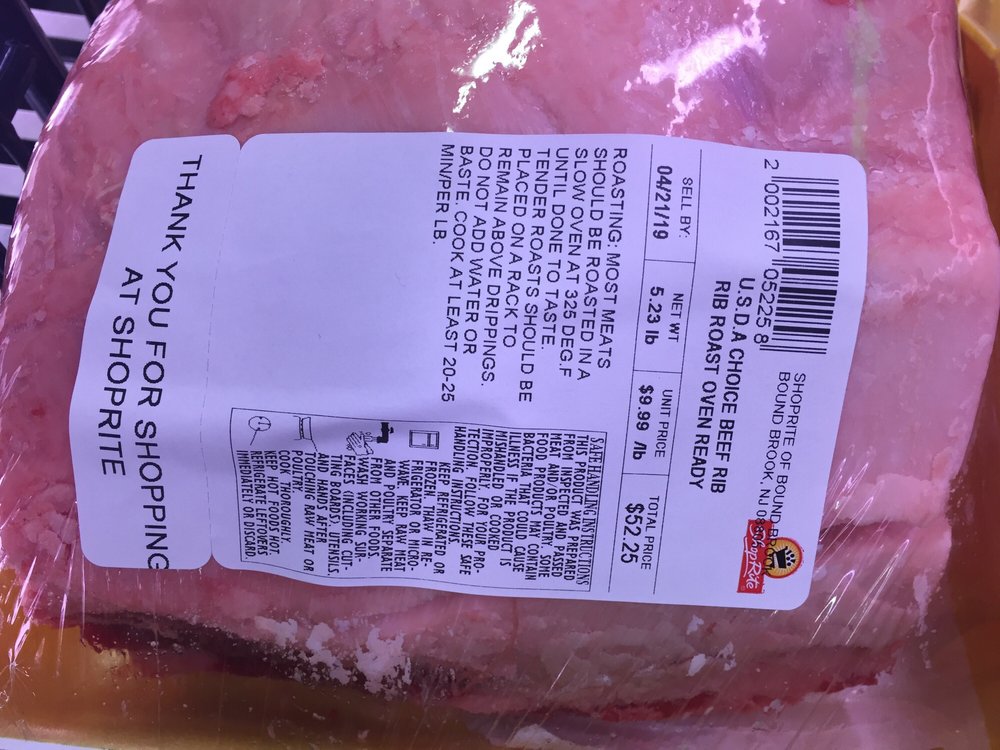 SHOPRITE OF BOUND BROOK
BOUND BROOK, NJ
ShopRite
2 002167 052258
U.S.D.A CHOICE BEEF RIB
RIB ROAST OVEN READY
SELL BY: NET WT UNIT PRICE TOTAL PRICE
04/21/19 5.23 lb $9.99 /lb $52.25
ROASTING: MOST MEATS
SHOULD BE ROASTED IN A
SLOW OVEN AT 325 DEG.F
UNTIL DONE TO TASTE.
TENDER ROASTS SHOULD BE
PLACED ON A RACK TO
REMAIN ABOVE DRIPPINGS.
DO NOT ADD WATER OR
BASTE. COOK AT LEAST 20-25
MIN/PER LB.
SAFE HANDLING INSTRUCTIONS
THIS PRODUCT WAS PREPARED
FROM INSPECTED AND PASSED
MEAT AND/OR POULTRY. SOME
FOOD PRODUCTS MAY CONTAIN
BACTERIA THAT COULD CAUSE
ILLNESS IF THE PRODUCT IS
MISHANDLED OR COOKED
IMPROPERLY. FOR YOUR PRO-
TECTION, FOLLOW THESE SAFE
HANDLING INSTRUCTIONS.
KEEP REFRIGERATED OR
FROZEN. THAW IN RE-
FRIGERATOR OR MICRO-
WAVE. KEEP RAW MEAT
AND POULTRY SEPARATE
FROM OTHER FOODS.
WASH WORKING SUR-
FACES (INCLUDING CUT-
TING BOARDS), UTENSILS,
AND HANDS AFTER
TOUCHING RAW MEAT OR
POULTRY.
COOK THOROUGHLY.
KEEP HOT FOODS HOT.
REFRIGERATE LEFTOVERS
IMMEDIATELY OR DISCARD.
THANK YOU FOR SHOPPING
AT SHOPRITE